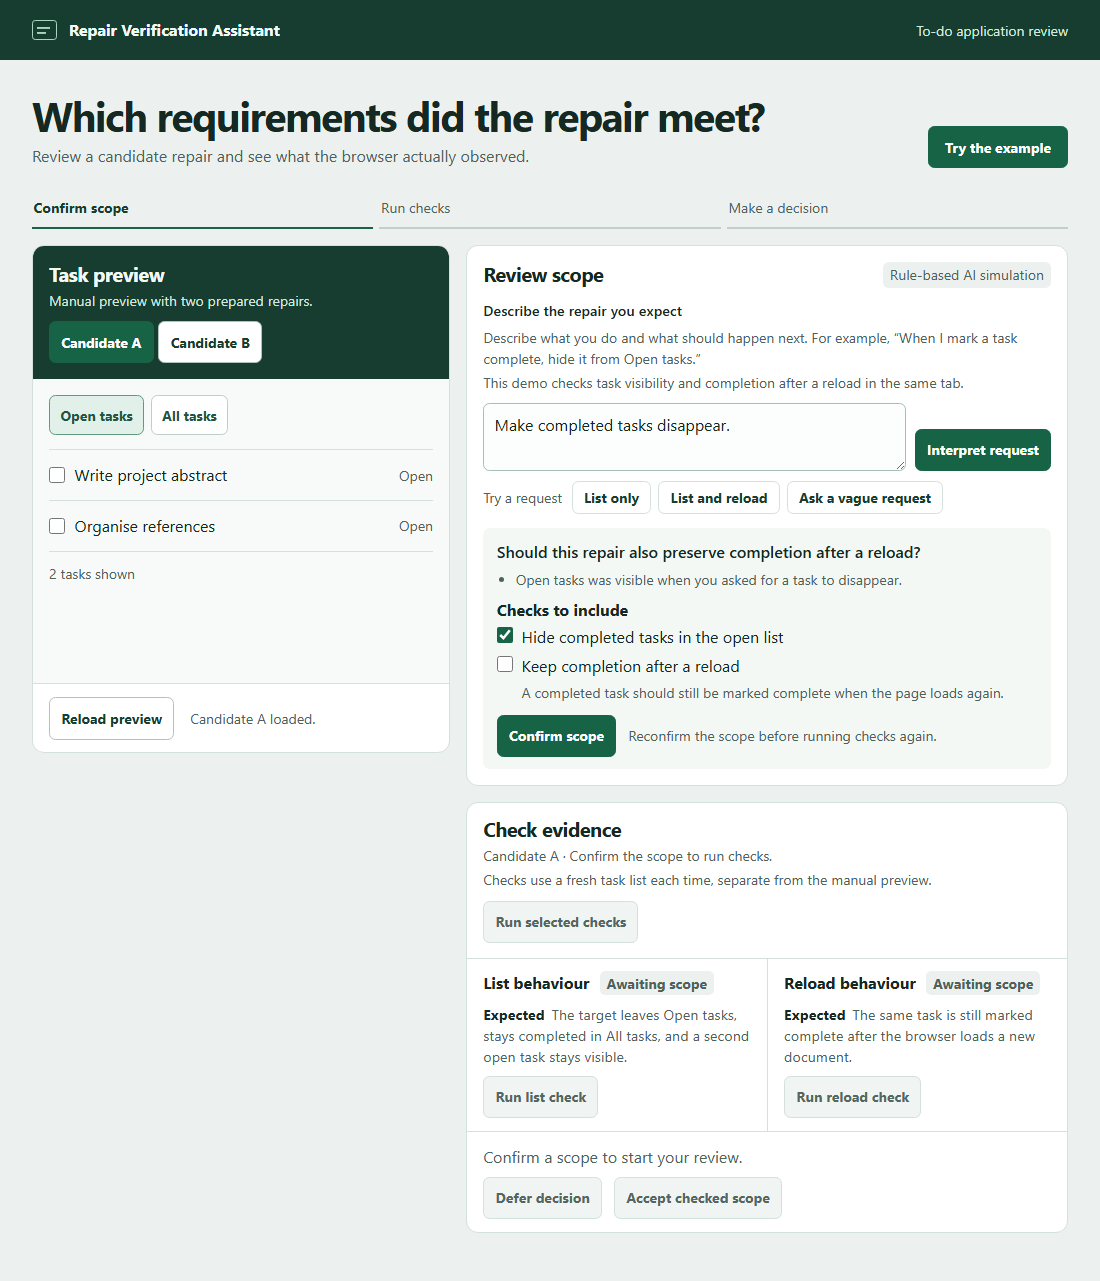 Repair Verification Assistant
To-do application review
Which requirements did the repair meet?
Review a candidate repair and see what the browser actually observed.
Try the example
Confirm scope
Run checks
Make a decision
Task preview
Manual preview with two prepared repairs.
Candidate A
Candidate B
Open tasks
All tasks
Write project abstract
Open
Organise references
Open
2 tasks shown
Reload preview
Candidate A loaded.
Review scope
Rule-based AI simulation
Describe the repair you expect
Describe what you do and what should happen next. For example, “When I mark a task
complete, hide it from Open tasks.”
This demo checks task visibility and completion after a reload in the same tab.
Make completed tasks disappear.
Interpret request
Try a request
List only
List and reload
Ask a vague request
Should this repair also preserve completion after a reload?
• Open tasks was visible when you asked for a task to disappear.
Checks to include
Hide completed tasks in the open list
Keep completion after a reload
A completed task should still be marked complete when the page loads again.
Confirm scope
Reconfirm the scope before running checks again.
Check evidence
Candidate A · Confirm the scope to run checks.
Checks use a fresh task list each time, separate from the manual preview.
Run selected checks
List behaviour
Awaiting scope
Expected The target leaves Open tasks,
stays completed in All tasks, and a second
open task stays visible.
Run list check
Reload behaviour
Awaiting scope
Expected The same task is still marked
complete after the browser loads a new
document.
Run reload check
Confirm a scope to start your review.
Defer decision
Accept checked scope